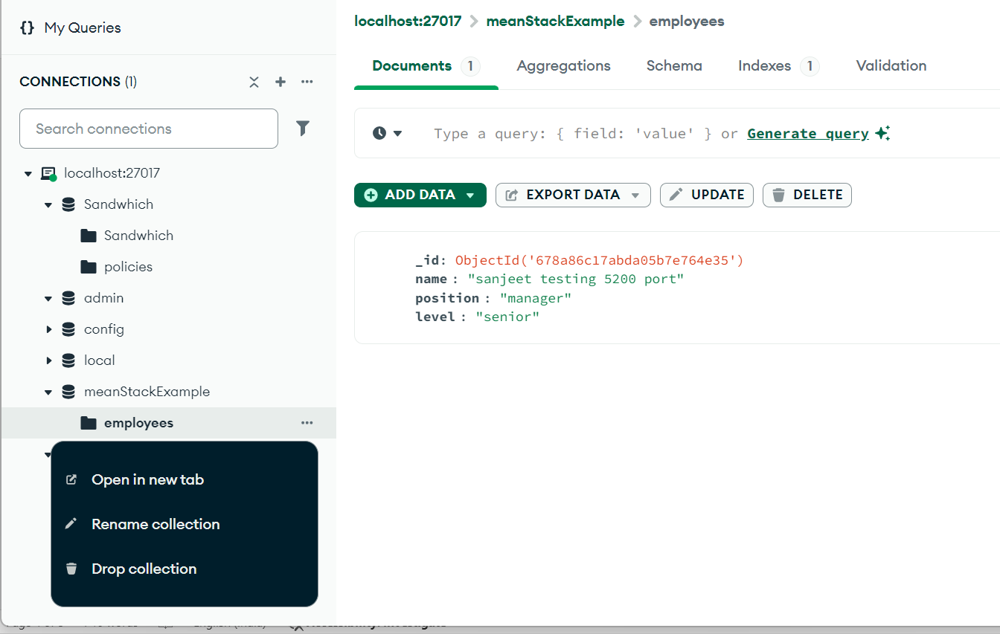 {} My Queries
CONNECTIONS (1)
Search connections
localhost:27017
Sandwhich
Sandwhich
policies
admin
config
local
meanStackExample
employees
Open in new tab
Rename collection
Drop collection
localhost:27017 > meanStackExample > employees
Documents 1 Aggregations Schema Indexes 1 Validation
Type a query: { field: 'value' } or Generate query
ADD DATA EXPORT DATA UPDATE DELETE
_id: ObjectId('678a86c17abda05b7e764e35')
name : "sanjeet testing 5200 port"
position : "manager"
level : "senior"